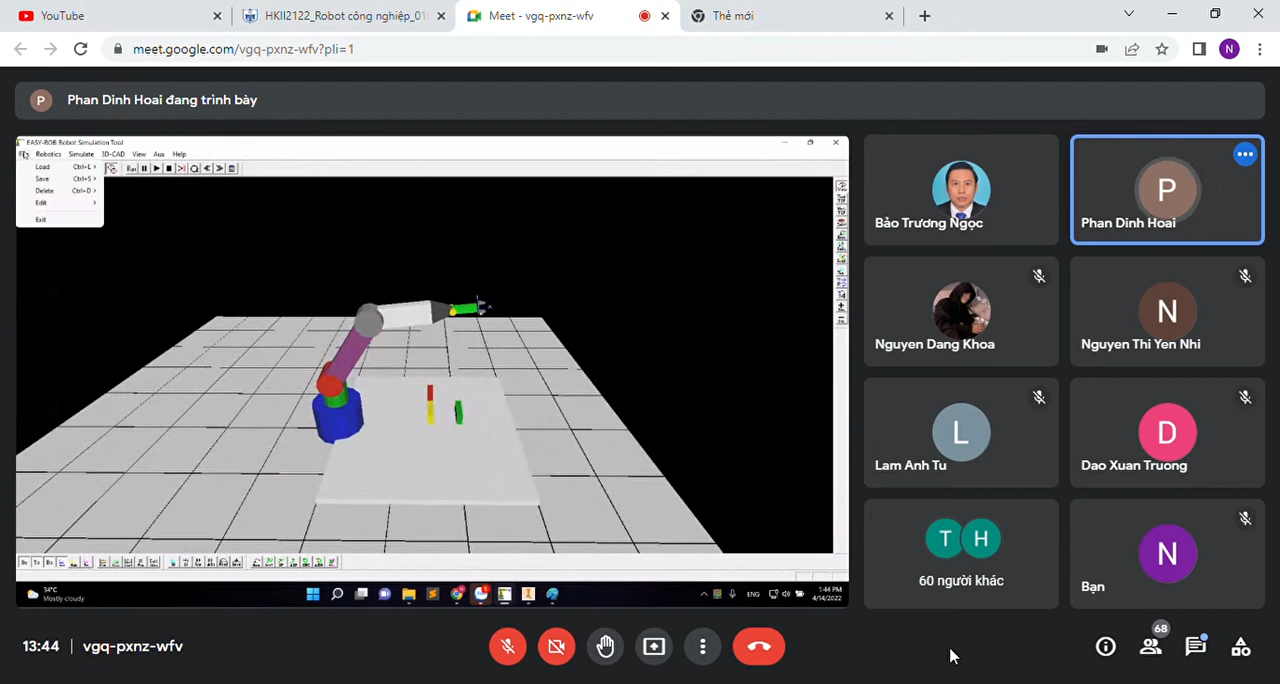 YouTube
HKII2122_Robot công nghiệp_01
Meet - vgq-pxnz-wfv
Thẻ mới
meet.google.com/vgq-pxnz-wfv?pli=1
N
P
Phan Dinh Hoai đang trình bày
EASY-ROB Robot Simulation Tool
Robotics Simulate 3D-CAD View Aux Help
Load Ctrl+L
Save Ctrl+S
Delete Ctrl+D
Edit
Exit
Run
34°C
Mostly cloudy
ENG
1:44 PM
4/14/2022
Bảo Trương Ngọc
P
Phan Dinh Hoai
Nguyen Dang Khoa
N
Nguyen Thi Yen Nhi
L
Lam Anh Tu
D
Dao Xuan Truong
T H
60 người khác
N
Bạn
13:44
vgq-pxnz-wfv
68